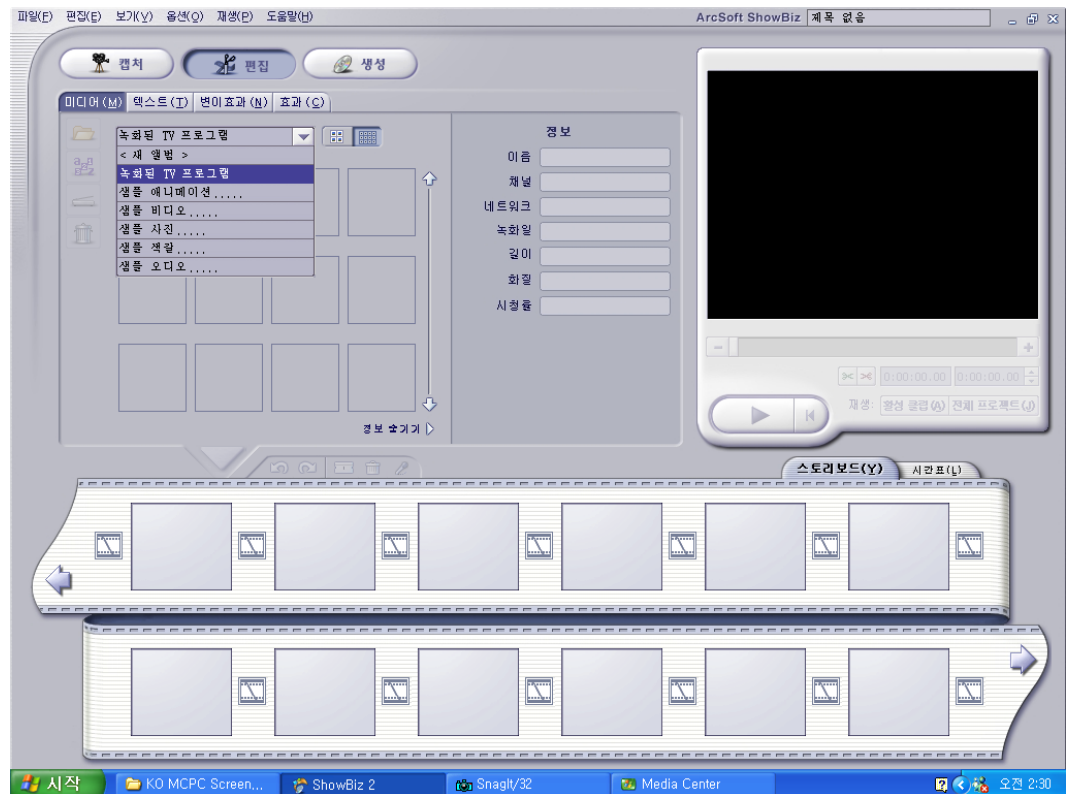 파일(F) 편집(E) 보기(V) 옵션(O) 재생(P) 도움말(H) ArcSoft ShowBiz 제목 없음
캡처 편집 생성
미디어(M) 텍스트(T) 변이효과(N) 효과(C)
녹화된 TV 프로그램
< 새 앨범 >
녹화된 TV 프로그램
샘플 애니메이션.....
샘플 비디오.....
샘플 사진.....
샘플 색깔.....
샘플 오디오.....
정보
이름
채널
네트워크
녹화일
길이
화질
시청률
정보 숨기기
0:00:00.00 0:00:00.00
재생: 활성 클립(A) 전체 프로젝트(J)
스토리보드(Y) 시간표(L)
시작 KO MCPC Screen... ShowBiz 2 SnagIt/32 Media Center 오전 2:30